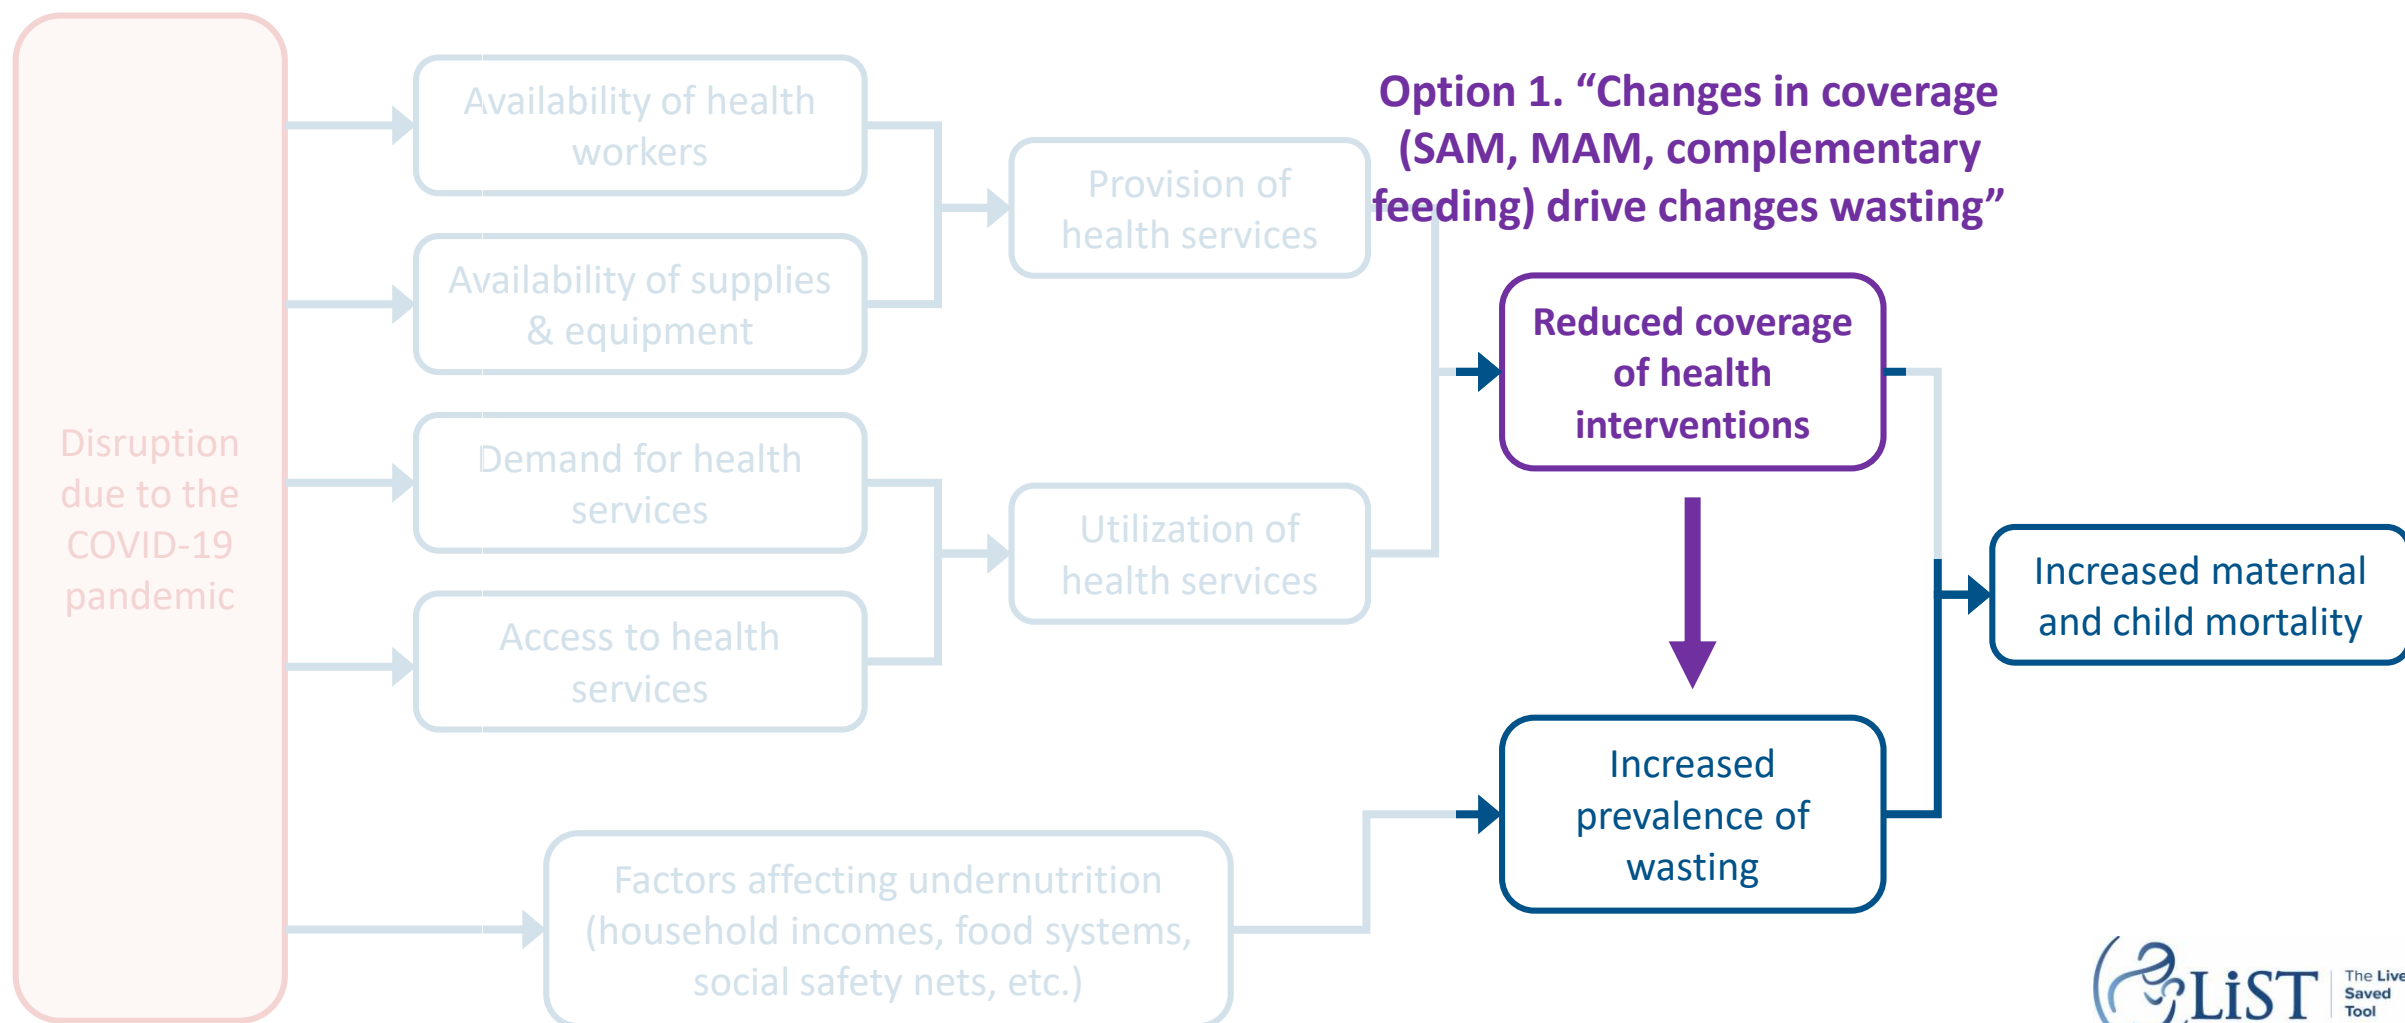 Disruption
due to the
COVID-19
pandemic
Availability of health
workers
Availability of supplies
& equipment
Demand for health
services
Access to health
services
Factors affecting undernutrition
(household incomes, food systems,
social safety nets, etc.)
Provision of
health services
Utilization of
health services
Option 1. “Changes in coverage
(SAM, MAM, complementary
feeding) drive changes wasting”
Reduced coverage
of health
interventions
Increased
prevalence of
wasting
Increased maternal
and child mortality
LiST
The Live
Saved
Tool